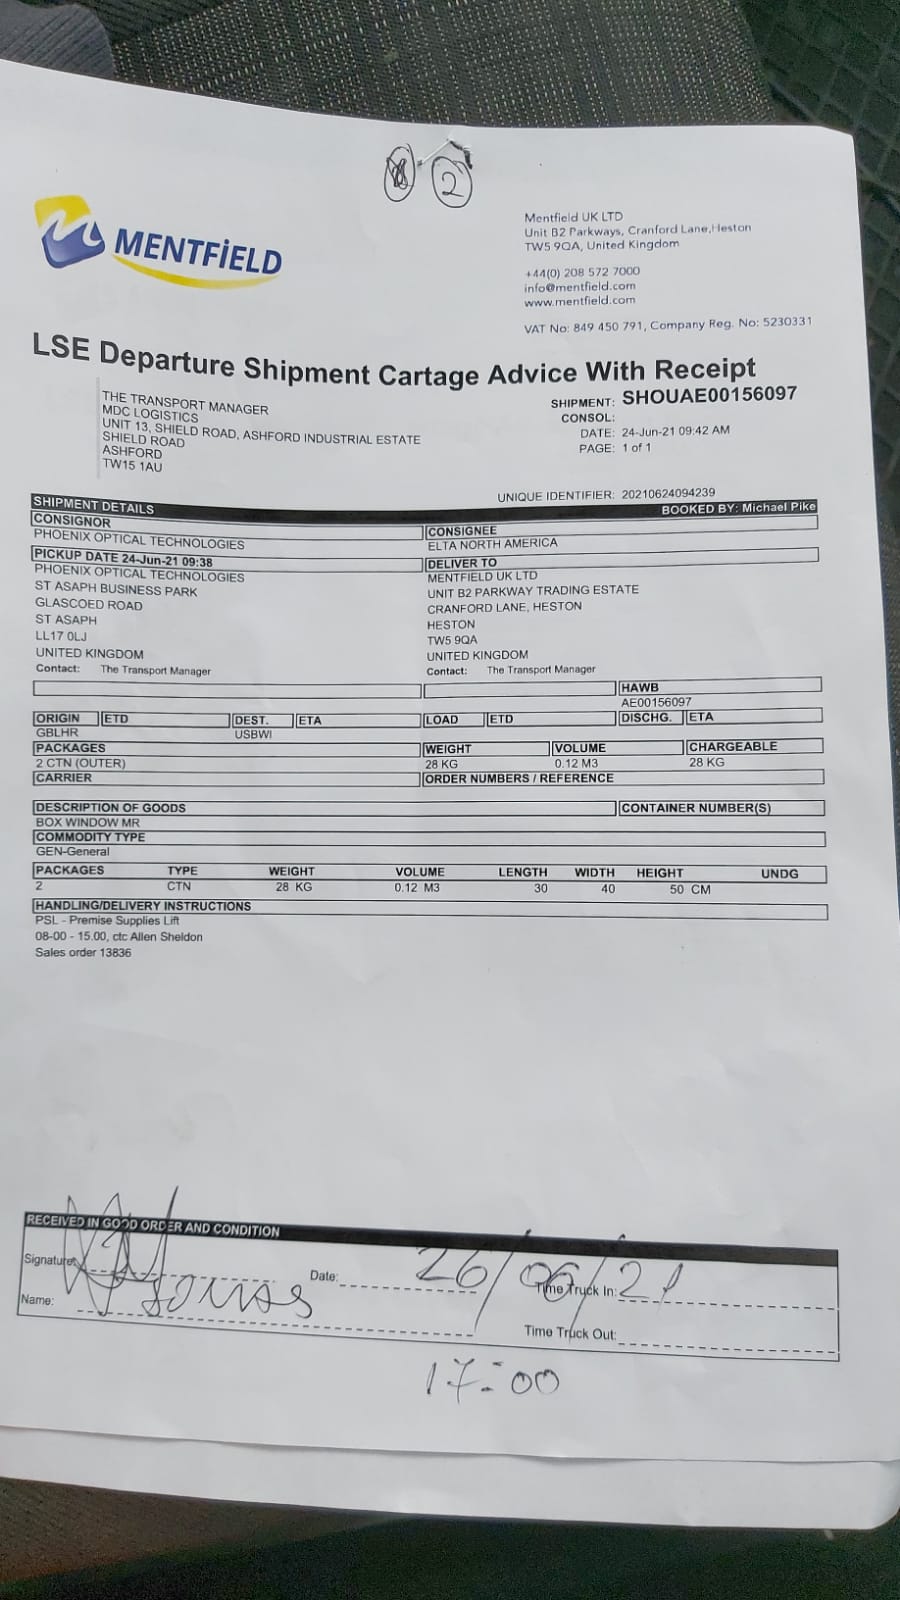 2
MENTFiELD
Mentfield UK LTD
Unit B2 Parkways, Cranford Lane,Heston
TW5 9QA, United Kingdom
+44(0) 208 572 7000
info@mentfield.com
www.mentfield.com
VAT No: 849 450 791, Company Reg. No: 5230331
LSE Departure Shipment Cartage Advice With Receipt
THE TRANSPORT MANAGER
MDC LOGISTICS
UNIT 13, SHIELD ROAD, ASHFORD INDUSTRIAL ESTATE
SHIELD ROAD
ASHFORD
TW15 1AU
SHIPMENT: SHOUAE00156097
CONSOL:
DATE: 24-Jun-21 09:42 AM
PAGE: 1 of 1
UNIQUE IDENTIFIER: 20210624094239
SHIPMENT DETAILS BOOKED BY: Michael Pike
CONSIGNOR
PHOENIX OPTICAL TECHNOLOGIES
PICKUP DATE 24-Jun-21 09:38
PHOENIX OPTICAL TECHNOLOGIES
ST ASAPH BUSINESS PARK
GLASCOED ROAD
ST ASAPH
LL17 0LJ
UNITED KINGDOM
Contact: The Transport Manager
CONSIGNEE
ELTA NORTH AMERICA
DELIVER TO
MENTFIELD UK LTD
UNIT B2 PARKWAY TRADING ESTATE
CRANFORD LANE, HESTON
HESTON
TW5 9QA
UNITED KINGDOM
Contact: The Transport Manager
HAWB
AE00156097
ORIGIN ETD DEST. ETA LOAD ETD DISCHG. ETA
GBLHR USBWI
PACKAGES WEIGHT VOLUME CHARGEABLE
2 CTN (OUTER) 28 KG 0.12 M3 28 KG
CARRIER ORDER NUMBERS / REFERENCE
DESCRIPTION OF GOODS CONTAINER NUMBER(S)
BOX WINDOW MR
COMMODITY TYPE
GEN-General
PACKAGES TYPE WEIGHT VOLUME LENGTH WIDTH HEIGHT UNDG
2 CTN 28 KG 0.12 M3 30 40 50 CM
HANDLING/DELIVERY INSTRUCTIONS
PSL - Premise Supplies Lift
08-00 - 15.00, ctc Allen Sheldon
Sales order 13836
RECEIVED IN GOOD ORDER AND CONDITION
Signature: Date: 26/06/21 Time Truck In:
Name:
Time Truck Out:
17:00